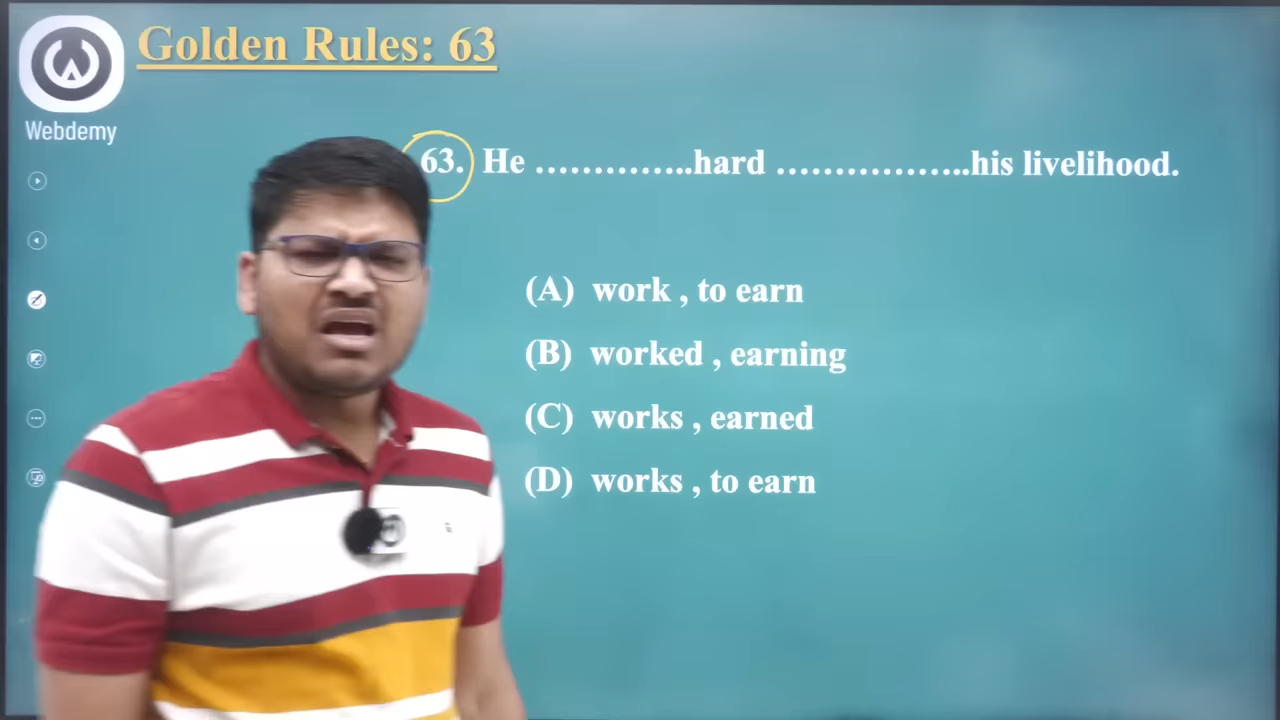 Golden Rules: 63
Webdemy
63. He …………..hard ………………..his livelihood.
(A) work , to earn
(B) worked , earning
(C) works , earned
(D) works , to earn